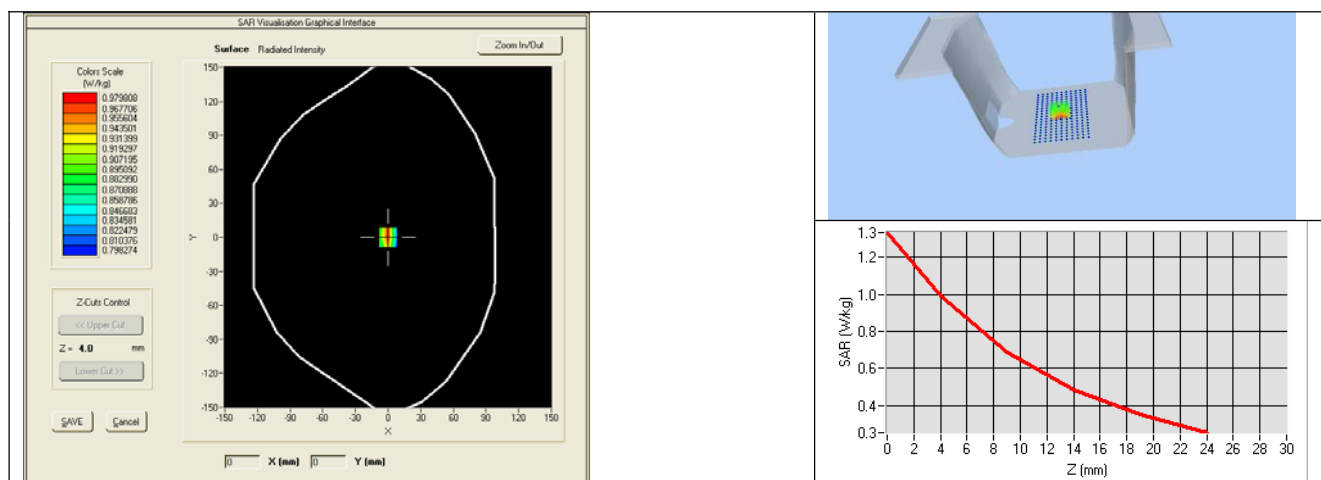 SAR Visualisation Graphical Interface
Surface Radiated Intensity
Zoom In/Out
Colors Scale
(W/kg)
0.979808
0.967706
0.955604
0.943501
0.931399
0.919297
0.907195
0.895092
0.882990
0.870888
0.858786
0.846683
0.834581
0.822479
0.810376
0.798274
Z-Cuts Control
<< Upper Cut
Z = 4.0 mm
Lower Cut >>
SAVE Cancel
Y
150
120
90
60
30
0
-30
-60
-90
-120
-150
-150 -120 -90 -60 -30 0 30 60 90 120 150
X
0 X (mm) 0 Y (mm)
SAR (W/kg)
1.3
1.2
1.0
0.8
0.6
0.4
0.3
0 2 4 6 8 10 12 14 16 18 20 22 24 26 28 30
Z (mm)